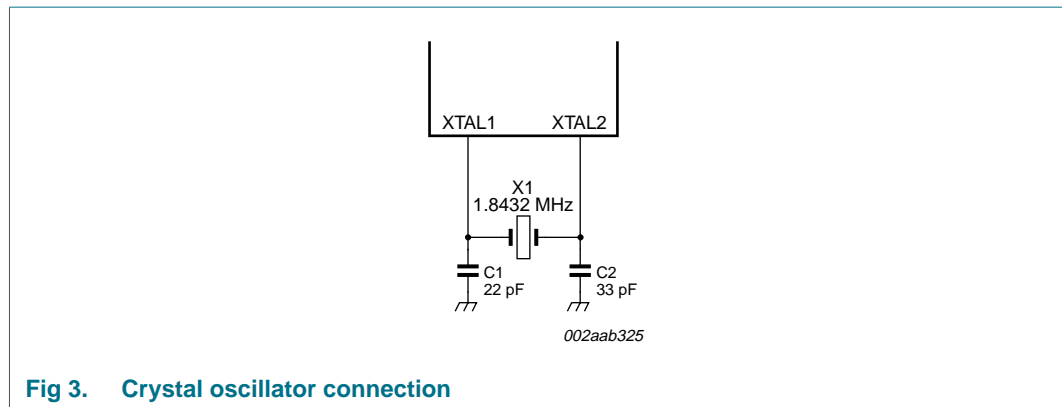 XTAL1 XTAL2
X1
1.8432 MHz
C1
22 pF
C2
33 pF
002aab325
Fig 3. Crystal oscillator connection